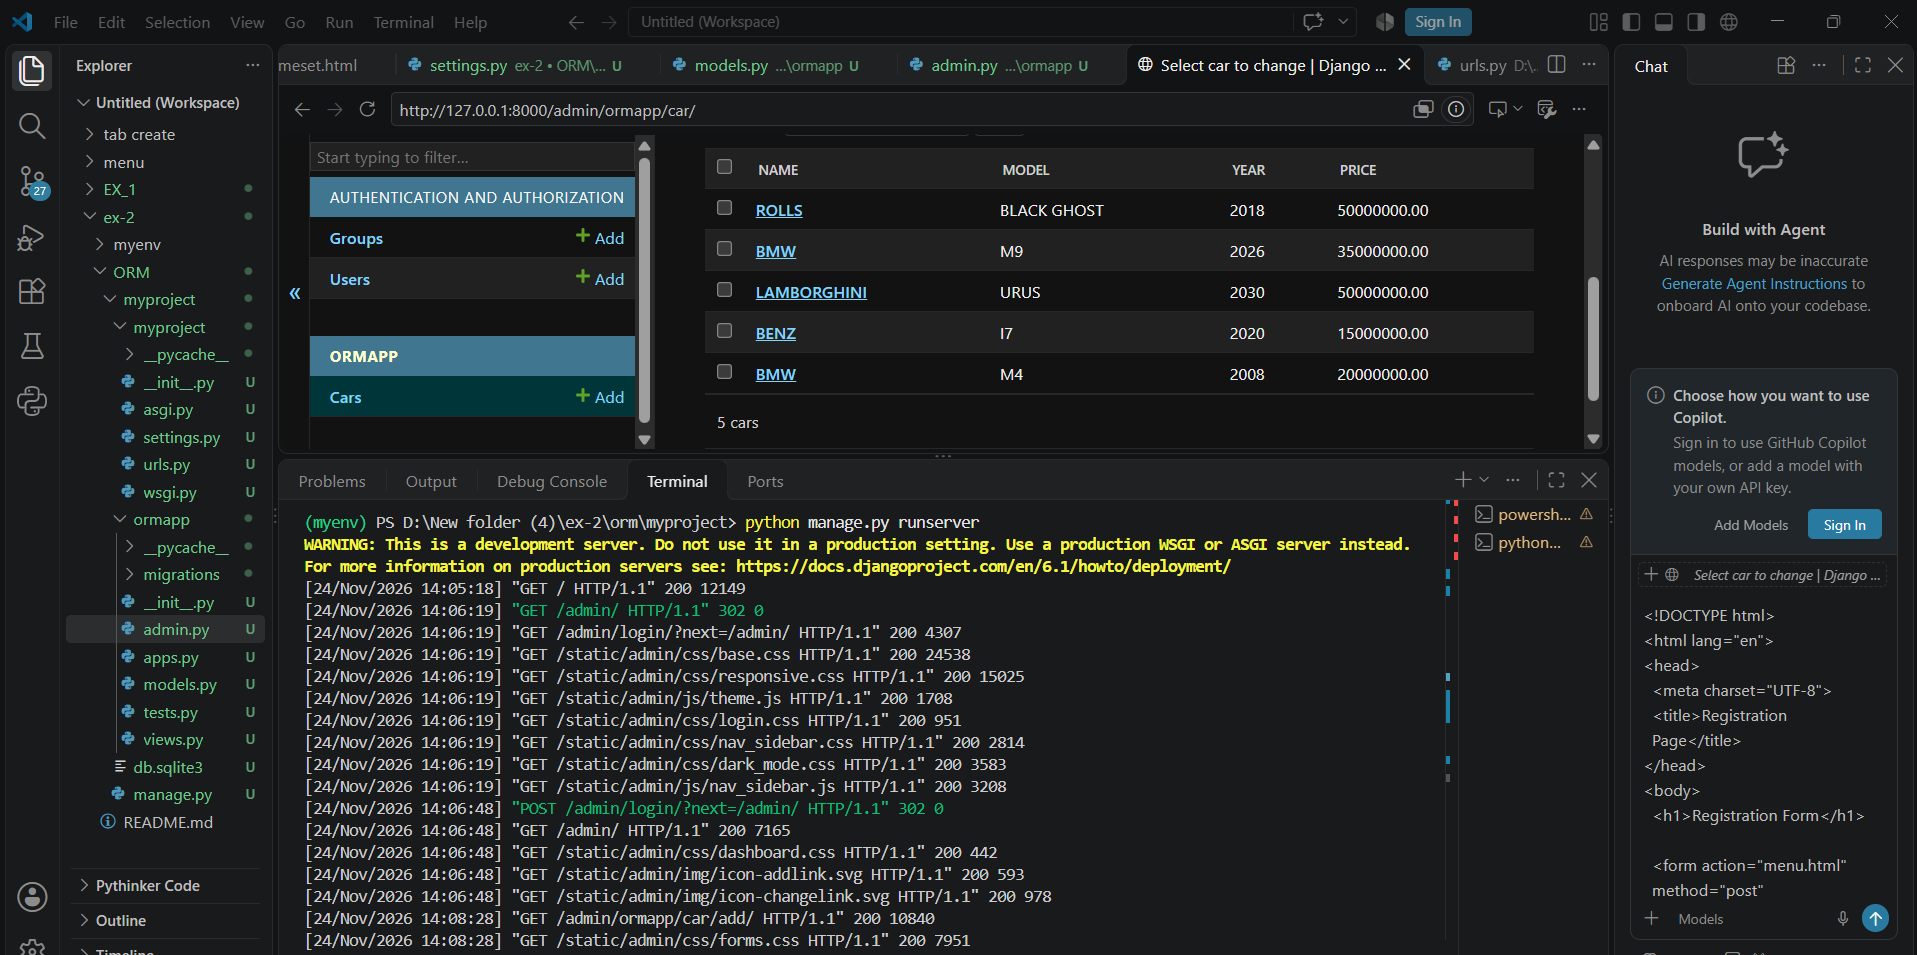 File Edit Selection View Go Run Terminal Help
Untitled (Workspace)
Sign In
Explorer
Untitled (Workspace)
tab create
menu
EX_1
ex-2
myenv
ORM
myproject
myproject
__pycache__
__init__.py U
asgi.py U
settings.py U
urls.py U
wsgi.py U
ormapp
__pycache__
migrations
__init__.py U
admin.py U
apps.py U
models.py U
tests.py U
views.py U
db.sqlite3 U
manage.py U
README.md
Pythinker Code
Outline
Timeline
27
meset.html
settings.py ex-2 • ORM\... U
models.py ...\ormapp U
admin.py ...\ormapp U
Select car to change | Django ...
urls.py D:\..
http://127.0.0.1:8000/admin/ormapp/car/
Start typing to filter...
AUTHENTICATION AND AUTHORIZATION
Groups Add
Users Add
«
ORMAPP
Cars Add
NAME MODEL YEAR PRICE
ROLLS BLACK GHOST 2018 50000000.00
BMW M9 2026 35000000.00
LAMBORGHINI URUS 2030 50000000.00
BENZ I7 2020 15000000.00
BMW M4 2008 20000000.00
5 cars
Problems Output Debug Console Terminal Ports
(myenv) PS D:\New folder (4)\ex-2\orm\myproject> python manage.py runserver
WARNING: This is a development server. Do not use it in a production setting. Use a production WSGI or ASGI server instead.
For more information on production servers see: https://docs.djangoproject.com/en/6.1/howto/deployment/
[24/Nov/2026 14:05:18] "GET / HTTP/1.1" 200 12149
[24/Nov/2026 14:06:19] "GET /admin/ HTTP/1.1" 302 0
[24/Nov/2026 14:06:19] "GET /admin/login/?next=/admin/ HTTP/1.1" 200 4307
[24/Nov/2026 14:06:19] "GET /static/admin/css/base.css HTTP/1.1" 200 24538
[24/Nov/2026 14:06:19] "GET /static/admin/css/responsive.css HTTP/1.1" 200 15025
[24/Nov/2026 14:06:19] "GET /static/admin/js/theme.js HTTP/1.1" 200 1708
[24/Nov/2026 14:06:19] "GET /static/admin/css/login.css HTTP/1.1" 200 951
[24/Nov/2026 14:06:19] "GET /static/admin/css/nav_sidebar.css HTTP/1.1" 200 2814
[24/Nov/2026 14:06:19] "GET /static/admin/css/dark_mode.css HTTP/1.1" 200 3583
[24/Nov/2026 14:06:19] "GET /static/admin/js/nav_sidebar.js HTTP/1.1" 200 3208
[24/Nov/2026 14:06:48] "POST /admin/login/?next=/admin/ HTTP/1.1" 302 0
[24/Nov/2026 14:06:48] "GET /admin/ HTTP/1.1" 200 7165
[24/Nov/2026 14:06:48] "GET /static/admin/css/dashboard.css HTTP/1.1" 200 442
[24/Nov/2026 14:06:48] "GET /static/admin/img/icon-addlink.svg HTTP/1.1" 200 593
[24/Nov/2026 14:06:48] "GET /static/admin/img/icon-changelink.svg HTTP/1.1" 200 978
[24/Nov/2026 14:08:28] "GET /admin/ormapp/car/add/ HTTP/1.1" 200 10840
[24/Nov/2026 14:08:28] "GET /static/admin/css/forms.css HTTP/1.1" 200 7951
powersh...
python...
Chat
Build with Agent
AI responses may be inaccurate
Generate Agent Instructions to
onboard AI onto your codebase.
Choose how you want to use
Copilot.
Sign in to use GitHub Copilot
models, or add a model with
your own API key.
Add Models Sign In
Select car to change | Django ...
<!DOCTYPE html>
<html lang="en">
<head>
<meta charset="UTF-8">
<title>Registration
Page</title>
</head>
<body>
<h1>Registration Form</h1>
<form action="menu.html"
method="post"
Models